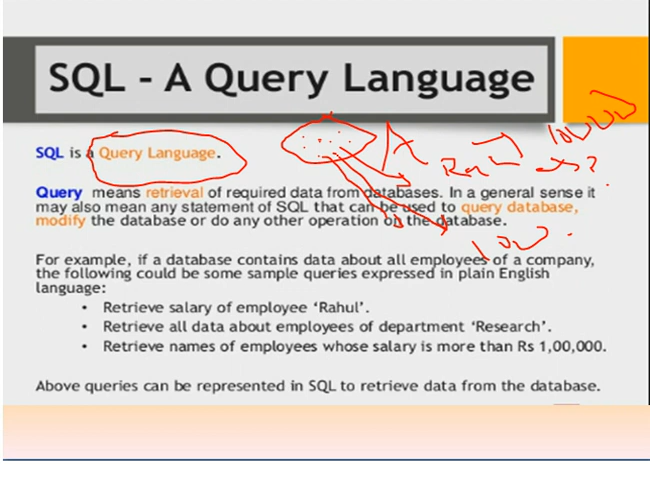 SQL - A Query Language
SQL is a Query Language.
Query means retrieval of required data from databases. In a general sense it
may also mean any statement of SQL that can be used to query database,
modify the database or do any other operation on the database.
For example, if a database contains data about all employees of a company,
the following could be some sample queries expressed in plain English
language:
• Retrieve salary of employee ‘Rahul’.
• Retrieve all data about employees of department ‘Research’.
• Retrieve names of employees whose salary is more than Rs 1,00,000.
Above queries can be represented in SQL to retrieve data from the database.